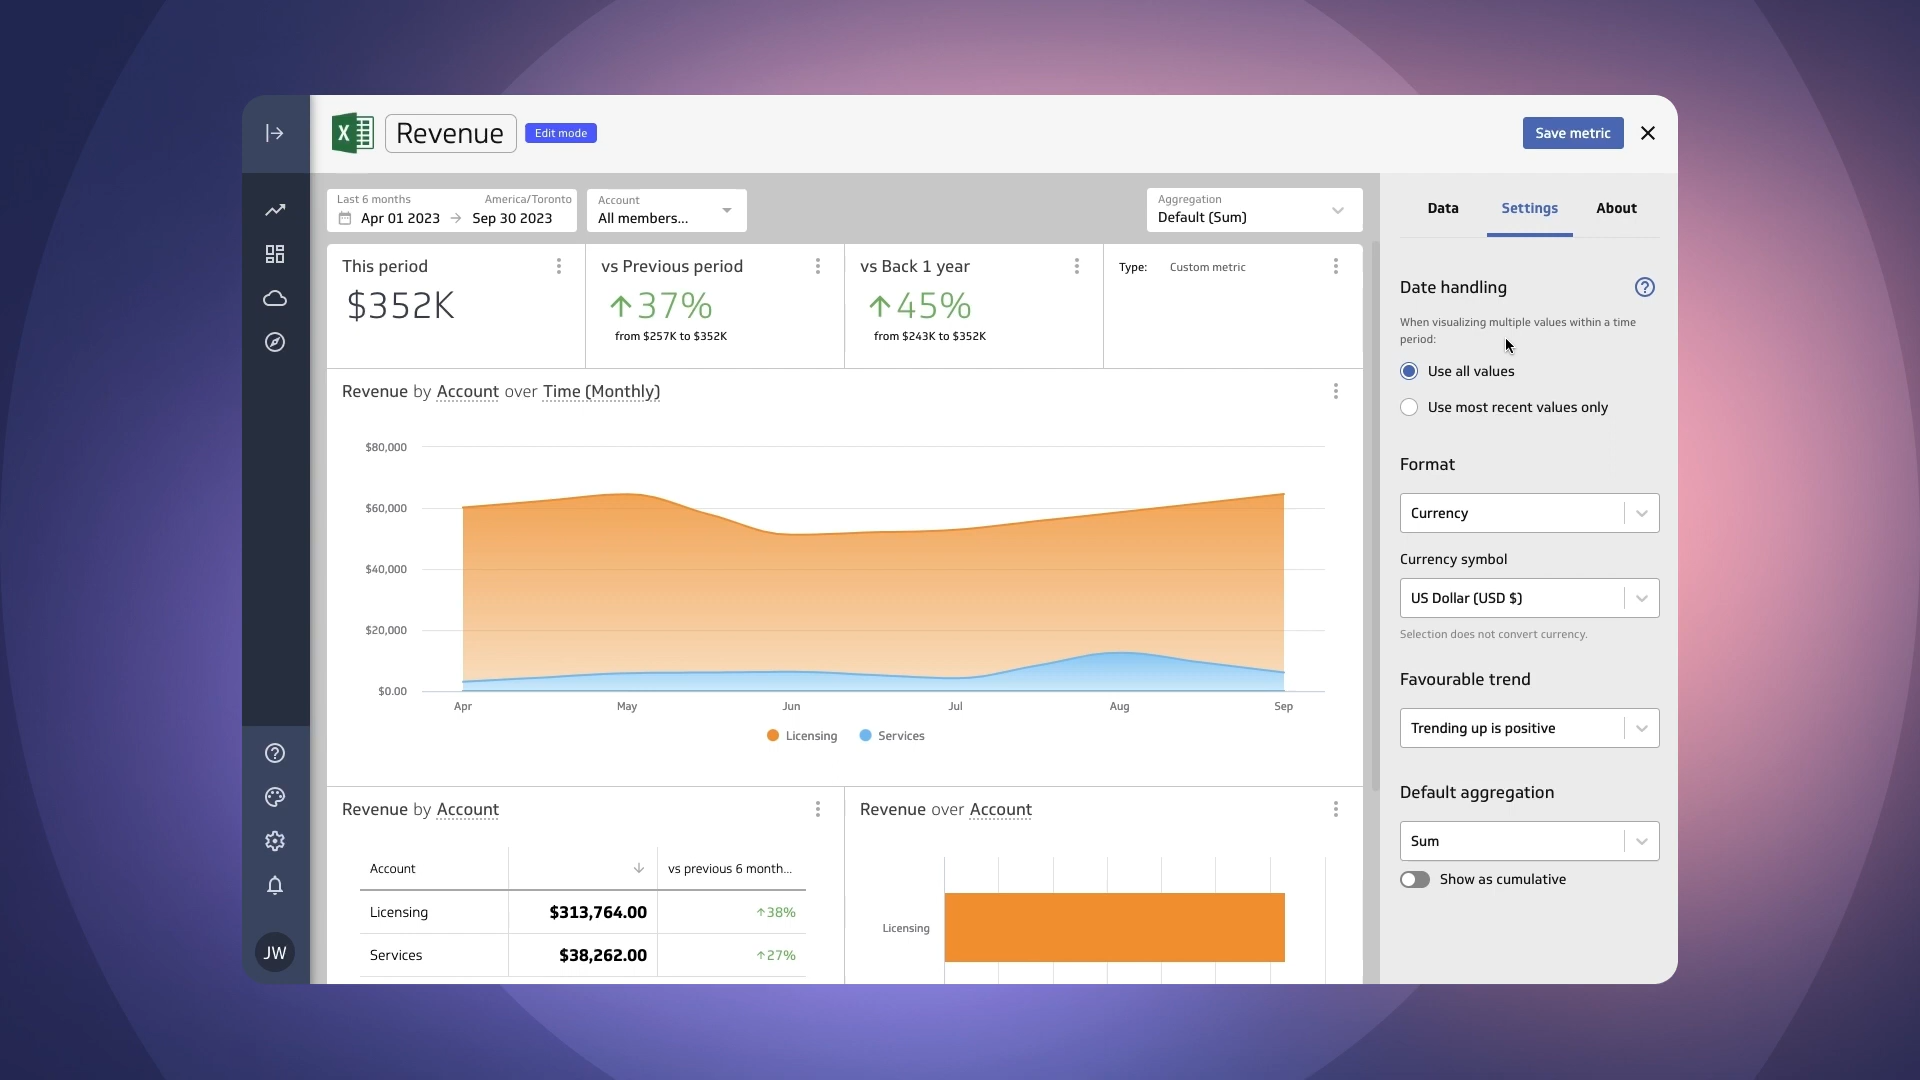 X
Revenue
Edit mode
Save metric
Last 6 months
America/Toronto
Apr 01 2023 → Sep 30 2023
Account
All members...
Aggregation
Default (Sum)
Data
Settings
About
This period
$352K
vs Previous period
↑37%
from $257K to $352K
vs Back 1 year
↑45%
from $243K to $352K
Type: Custom metric
Revenue by Account over Time (Monthly)
$80,000
$60,000
$40,000
$20,000
$0.00
Apr
May
Jun
Jul
Aug
Sep
Licensing
Services
Revenue by Account
Account
vs previous 6 month...
Licensing
$313,764.00
↑38%
Services
$38,262.00
↑27%
Revenue over Account
Licensing
Date handling
?
When visualizing multiple values within a time
period:
Use all values
Use most recent values only
Format
Currency
Currency symbol
US Dollar (USD $)
Selection does not convert currency.
Favourable trend
Trending up is positive
Default aggregation
Sum
Show as cumulative
?
JW